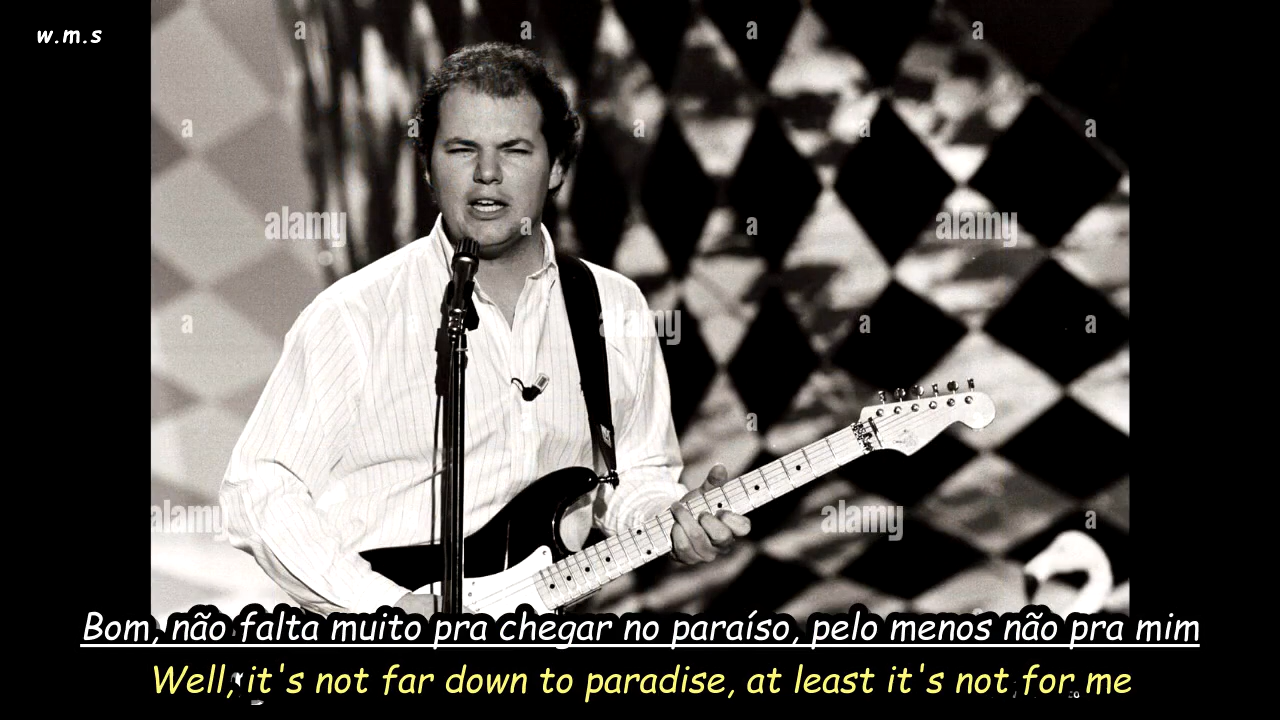 w.m.s
a a a a
a a a a a
alamy a a alamy
a a alamy a a
a
alamy alamy a
Bom, não falta muito pra chegar no paraíso, pelo menos não pra mim
Well, it's not far down to paradise, at least it's not for me